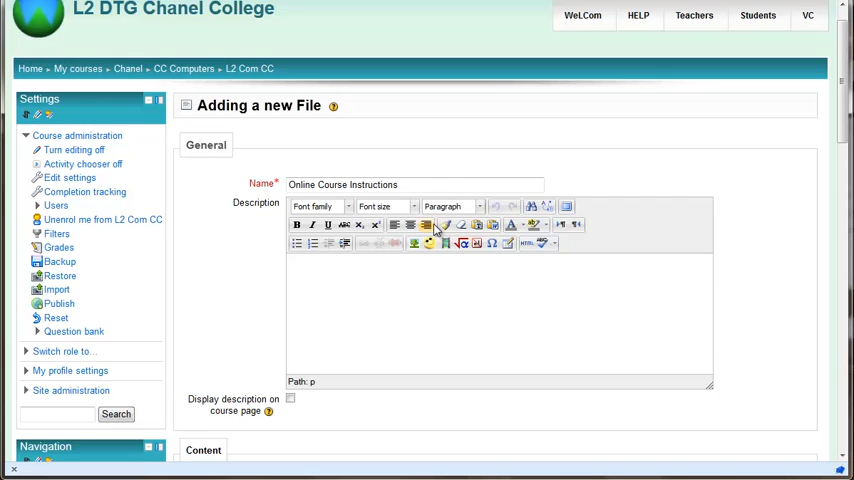 L2 DTG Chanel College
WeLCom HELP Teachers Students VC
Home ▸ My courses ▸ Chanel ▸ CC Computers ▸ L2 Com CC
Settings
Course administration
Turn editing off
Activity chooser off
Edit settings
Completion tracking
Users
Unenrol me from L2 Com CC
Filters
Grades
Backup
Restore
Import
Publish
Reset
Question bank
Switch role to...
My profile settings
Site administration
Search
Navigation
Adding a new File
General
Name* Online Course Instructions
Description
Font family Font size Paragraph
B I U ABC
HTML
Path: p
Display description on
course page
Content